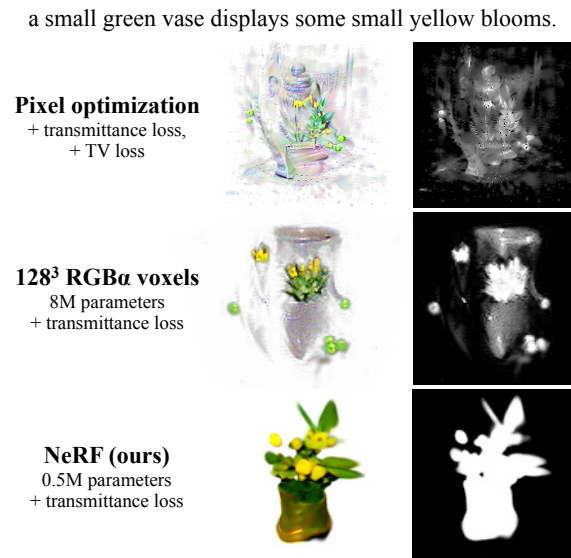 a small green vase displays some small yellow blooms.
Pixel optimization
+ transmittance loss,
+ TV loss
128³ RGBα voxels
8M parameters
+ transmittance loss
NeRF (ours)
0.5M parameters
+ transmittance loss